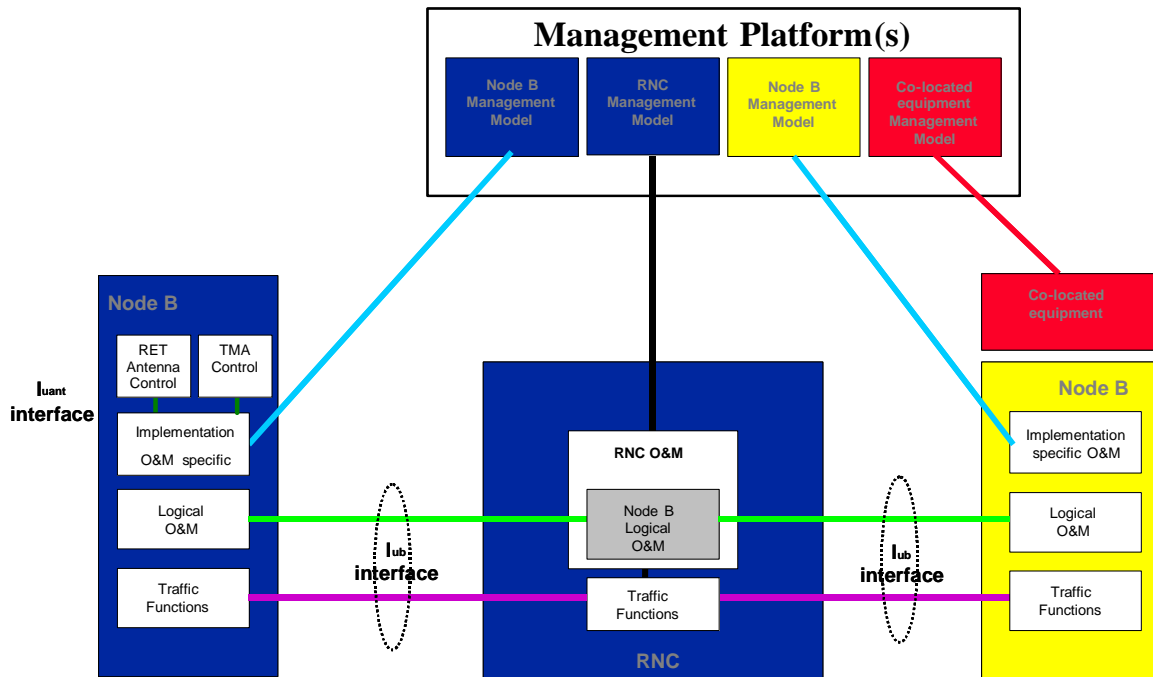 Management Platform(s)
Node B
Management
Model
RNC
Management
Model
Node B
Management
Model
Co-located
equipment
Management
Model
Node B
RET
Antenna
Control
TMA
Control
Iuant
interface
Implementation
O&M specific
Logical
O&M
Traffic
Functions
Iub
interface
RNC O&M
Node B
Logical
O&M
Traffic
Functions
RNC
Iub
interface
Co-located
equipment
Node B
Implementation
specific O&M
Logical
O&M
Traffic
Functions